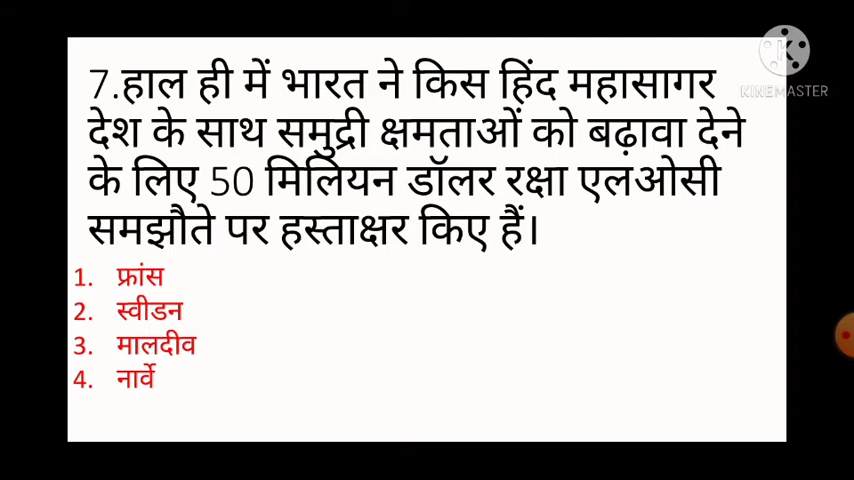 7.हाल ही में भारत ने किस हिंद महासागर
देश के साथ समुद्री क्षमताओं को बढ़ावा देने
के लिए 50 मिलियन डॉलर रक्षा एलओसी
समझौते पर हस्ताक्षर किए हैं।
1. फ्रांस
2. स्वीडन
3. मालदीव
4. नार्वे
K
KINEMASTER